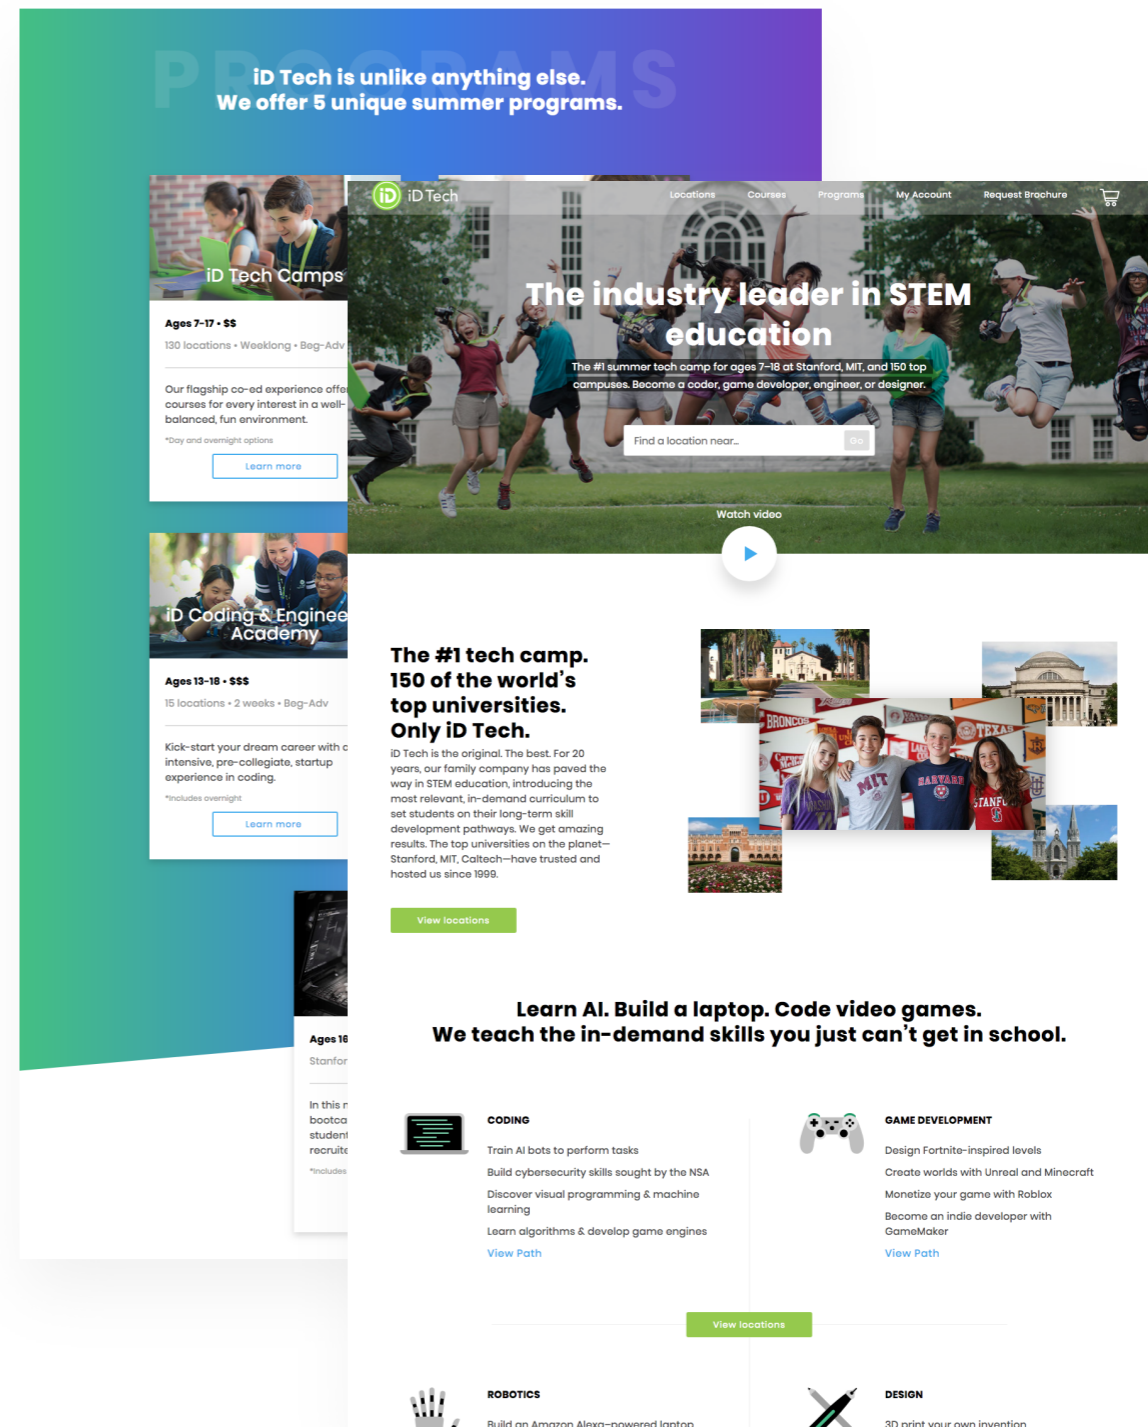 PROGRAMS
iD Tech is unlike anything else.
We offer 5 unique summer programs.
iD Tech Camps
Ages 7-17 • $$
130 locations • Weeklong • Beg-Adv
Our flagship co-ed experience offe
courses for every interest in a well-
balanced, fun environment.
*Day and overnight options
Learn more
iD Coding & Enginee
Academy
Ages 13-18 • $$$
15 locations • 2 weeks • Beg-Adv
Kick-start your dream career with
intensive, pre-collegiate, startup
experience in coding.
*Includes overnight
Learn more
Ages 16
Stanfor
In this
bootca
student
recruite
*Includes
iD iD Tech
Locations
Courses
Programs
My Account
Request Brochure
The industry leader in STEM
education
The #1 summer tech camp for ages 7–18 at Stanford, MIT, and 150 top
campuses. Become a coder, game developer, engineer, or designer.
Find a location near...
Go
Watch video
The #1 tech camp.
150 of the world's
top universities.
Only iD Tech.
iD Tech is the original. The best. For 20
years, our family company has paved the
way in STEM education, introducing the
most relevant, in-demand curriculum to
set students on their long-term skill
development pathways. We get amazing
results. The top universities on the planet—
Stanford, MIT, Caltech—have trusted and
hosted us since 1999.
View locations
BRONCOS
TEXAS
MIT
HARVARD
STANFO
S
Learn AI. Build a laptop. Code video games.
We teach the in-demand skills you just can't get in school.
CODING
Train AI bots to perform tasks
Build cybersecurity skills sought by the NSA
Discover visual programming & machine
learning
Learn algorithms & develop game engines
View Path
GAME DEVELOPMENT
Design Fortnite-inspired levels
Create worlds with Unreal and Minecraft
Monetize your game with Roblox
Become an indie developer with
GameMaker
View Path
View locations
ROBOTICS
Build an Amazon Alexa–powered laptop
DESIGN
3D print your own invention